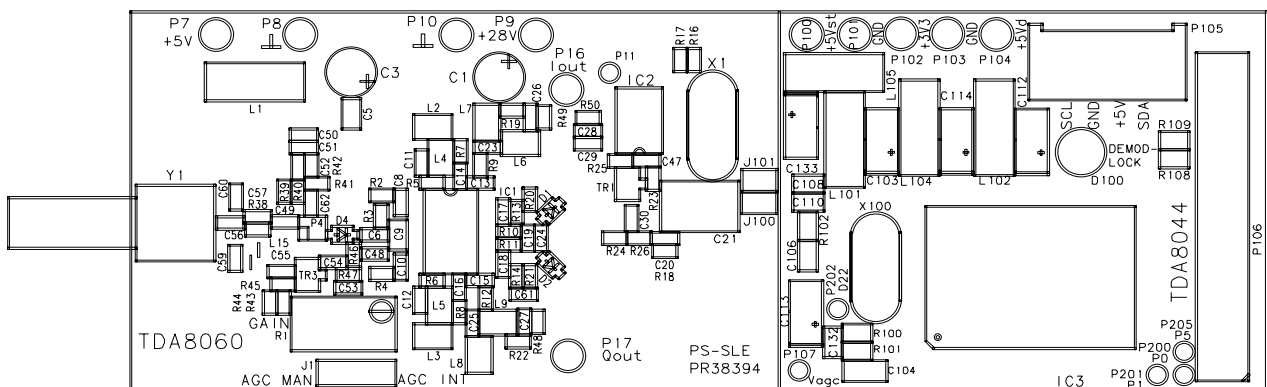 P7
+5V
P8
P10
P9
+28V
P16
Iout
P11
R17
R16
X1
P100
+5Vst
P101
GND
P102
+3V3
P103
GND
P104
+5Vd
P105
C3
C1
IC2
L1
C5
L2
L7
C26
R19
R49
R50
C28
C29
L6
L105
C114
C112
SCL
GND
+5V
SDA
R109
DEMOD
LOCK
R108
D100
C50
C51
C52
R42
R41
C11
L4
R7
C23
C14
R9
C13
R5
R25
C47
TR1
R23
J101
J100
C133
C108
C110
L101
C103
L104
L102
Y1
C60
C57
R38
C49
R39
R40
C62
P4
D4
R2
C8
R3
C6
C9
C48
C10
IC1
C17
R13
R20
D1
R10
R11
C19
C24
C30
R24
R26
C20
R18
C21
X100
R102
C106
P106
C56
L15
C55
C59
TR3
C54
R46
R47
C53
R4
R6
C15
C18
R14
R21
D2
C61
R45
R44
R43
GAIN
R1
C12
L5
C16
R8
R12
L9
C25
C27
R48
R22
C113
P202
D22
TDA8044
TDA8060
L3
L8
P17
Qout
PS-SLE
PR38394
C132
R100
R101
P107
Vagc
C104
IC3
P205
P5
P200
P0
P201
P1
J1
AGC MAN
AGC INT